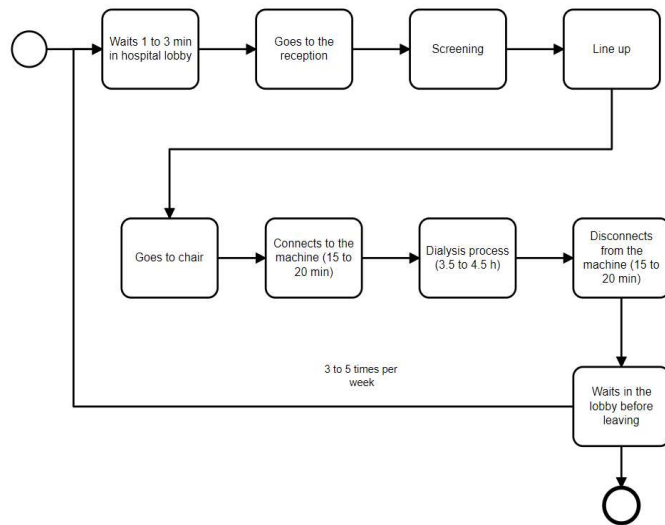 Waits 1 to 3 min
in hospital lobby
Goes to the
reception
Screening
Line up
Goes to chair
Connects to the
machine (15 to
20 min)
Dialysis process
(3.5 to 4.5 h)
Disconnects
from the
machine (15 to
20 min)
3 to 5 times per
week
Waits in the
lobby before
leaving